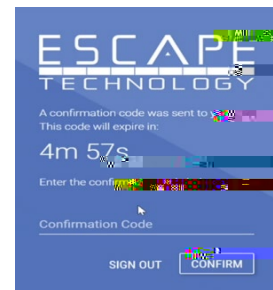 ESCAPE
TECHNOLOGY
A confirmation code was sent to
This code will expire in:
4m 57s
Enter the
Confirmation Code
SIGN OUT CONFIRM